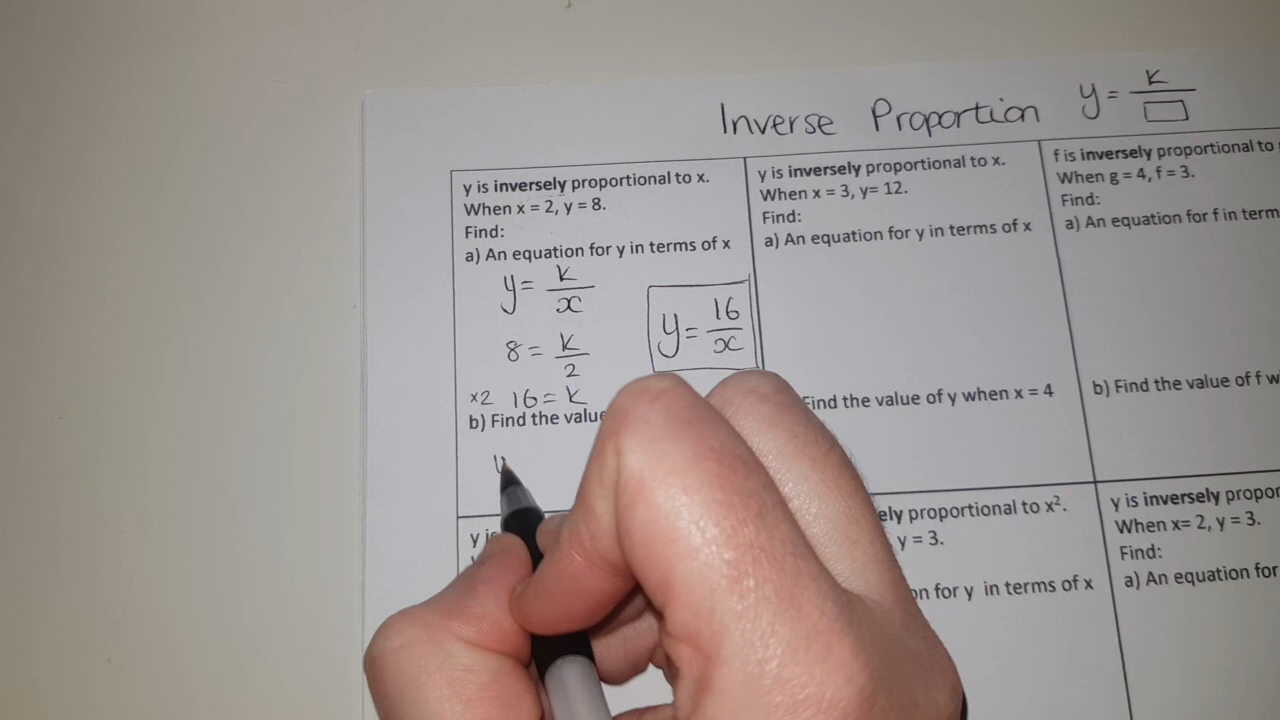 Inverse Proportion y = k / □
y is inversely proportional to x.
When x = 2, y = 8.
Find:
a) An equation for y in terms of x
y = k / x
8 = k / 2
×2 16 = k
y = 16 / x
b) Find the value
y
y is inversely proportional to x.
When x = 3, y= 12.
Find:
a) An equation for y in terms of x
Find the value of y when x = 4
f is inversely proportional to
When g = 4, f = 3.
Find:
a) An equation for f in term
b) Find the value of f w
y is
ely proportional to x².
y = 3.
on for y in terms of x
y is inversely propor
When x= 2, y = 3.
Find:
a) An equation for